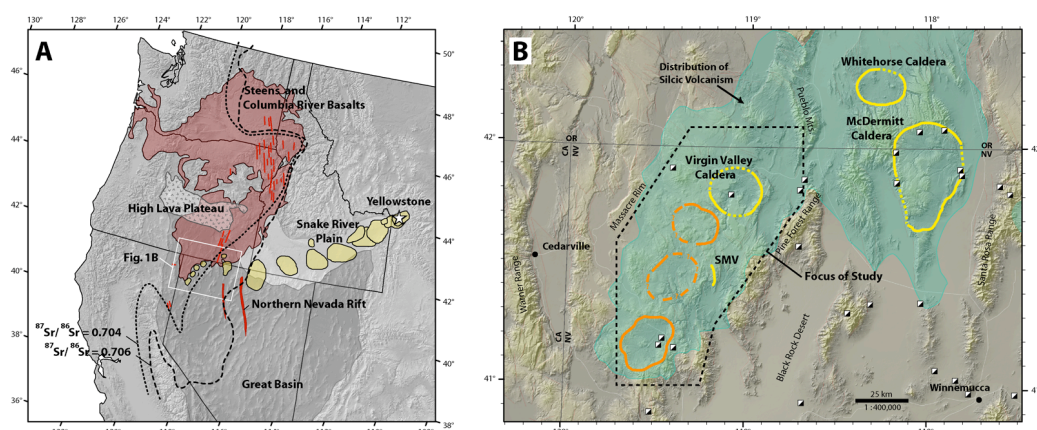 130° 128° 126° 124° 122° 120° 118° 116° 114° 112°
A
50°
46°
Steens and
Columbia River Basalts
48°
44°
46°
42°
Yellowstone
High Lava Plateau
Snake River
Plain
44°
Fig. 1B
40°
42°
Northern Nevada Rift
87Sr/86Sr = 0.704
38°
87Sr/86Sr = 0.706
40°
Great Basin
36°
38°
120° 119° 118°
B
Distribution of
Silcic Volcanism
Whitehorse Caldera
Pueblo Mts.
McDermitt
Caldera
42°
OR
NV
CA
NV
OR
NV
42°
Virgin Valley
Caldera
Massacre Rim
Pine Forest Range
Santa Rosa Range
Cedarville
SMV
Focus of Study
Warner Range
Black Rock Desert
CA
NV
41°
25 km
1:400,000
Winnemucca
41°